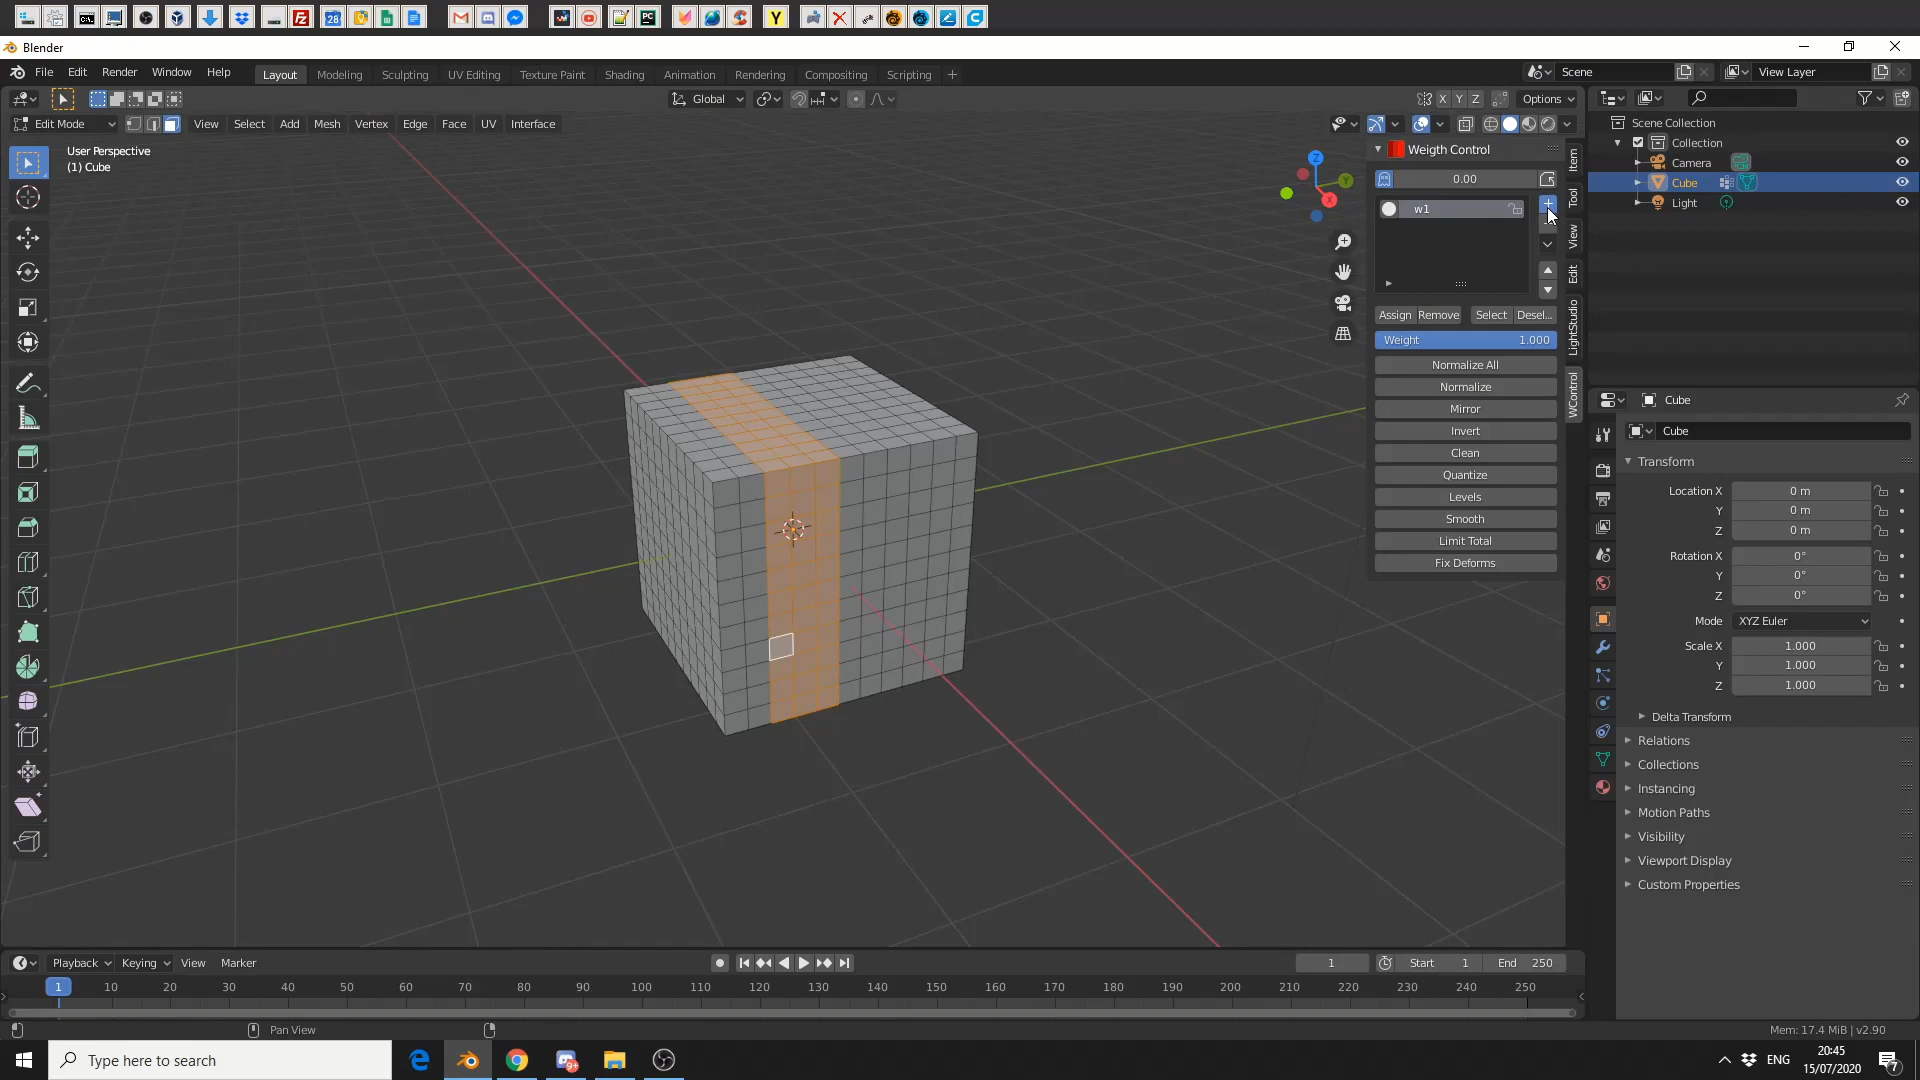 28
Y
Blender
File Edit Render Window Help
Layout Modeling Sculpting UV Editing Texture Paint Shading Animation Rendering Compositing Scripting +
Scene
View Layer
Global
X Y Z
Options
Edit Mode
View Select Add Mesh Vertex Edge Face UV Interface
User Perspective
(1) Cube
Z
Y
X
Weigth Control
0.00
w1
Assign Remove Select Desel...
Weight 1.000
Normalize All
Normalize
Mirror
Invert
Clean
Quantize
Levels
Smooth
Limit Total
Fix Deforms
Item
Tool
View
Edit
LightStudio
WControl
Scene Collection
Collection
Camera
Cube
Light
Cube
Cube
Transform
Location X 0 m
Y 0 m
Z 0 m
Rotation X 0°
Y 0°
Z 0°
Mode XYZ Euler
Scale X 1.000
Y 1.000
Z 1.000
Delta Transform
Relations
Collections
Instancing
Motion Paths
Visibility
Viewport Display
Custom Properties
Playback Keying View Marker
1
Start 1
End 250
1 10 20 30 40 50 60 70 80 90 100 110 120 130 140 150 160 170 180 190 200 210 220 230 240 250
Pan View
Mem: 17.4 MiB | v2.90
Type here to search
9+
ENG
20:45
15/07/2020
7